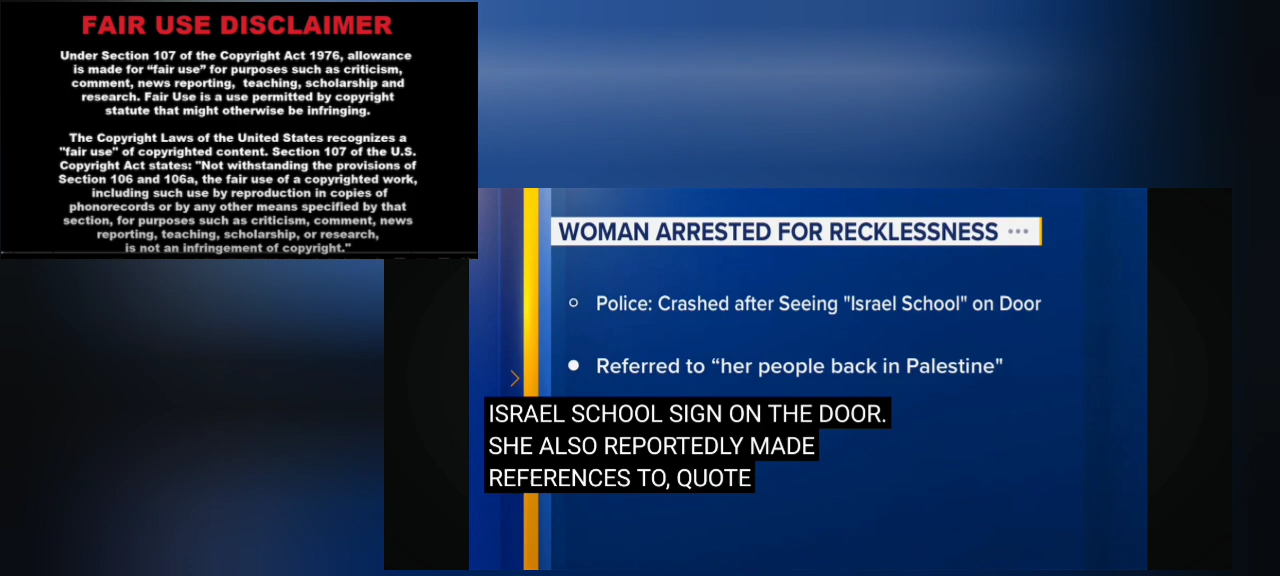 FAIR USE DISCLAIMER
Under Section 107 of the Copyright Act 1976, allowance
is made for “fair use” for purposes such as criticism,
comment, news reporting, teaching, scholarship and
research. Fair Use is a use permitted by copyright
statute that might otherwise be infringing.
The Copyright Laws of the United States recognizes a
"fair use" of copyrighted content. Section 107 of the U.S.
Copyright Act states: "Not withstanding the provisions of
Section 106 and 106a, the fair use of a copyrighted work,
including such use by reproduction in copies of
phonorecords or by any other means specified by that
section, for purposes such as criticism, comment, news
reporting, teaching, scholarship, or research,
is not an infringement of copyright."
WOMAN ARRESTED FOR RECKLESSNESS ...
Police: Crashed after Seeing "Israel School" on Door
Referred to “her people back in Palestine"
ISRAEL SCHOOL SIGN ON THE DOOR.
SHE ALSO REPORTEDLY MADE
REFERENCES TO, QUOTE